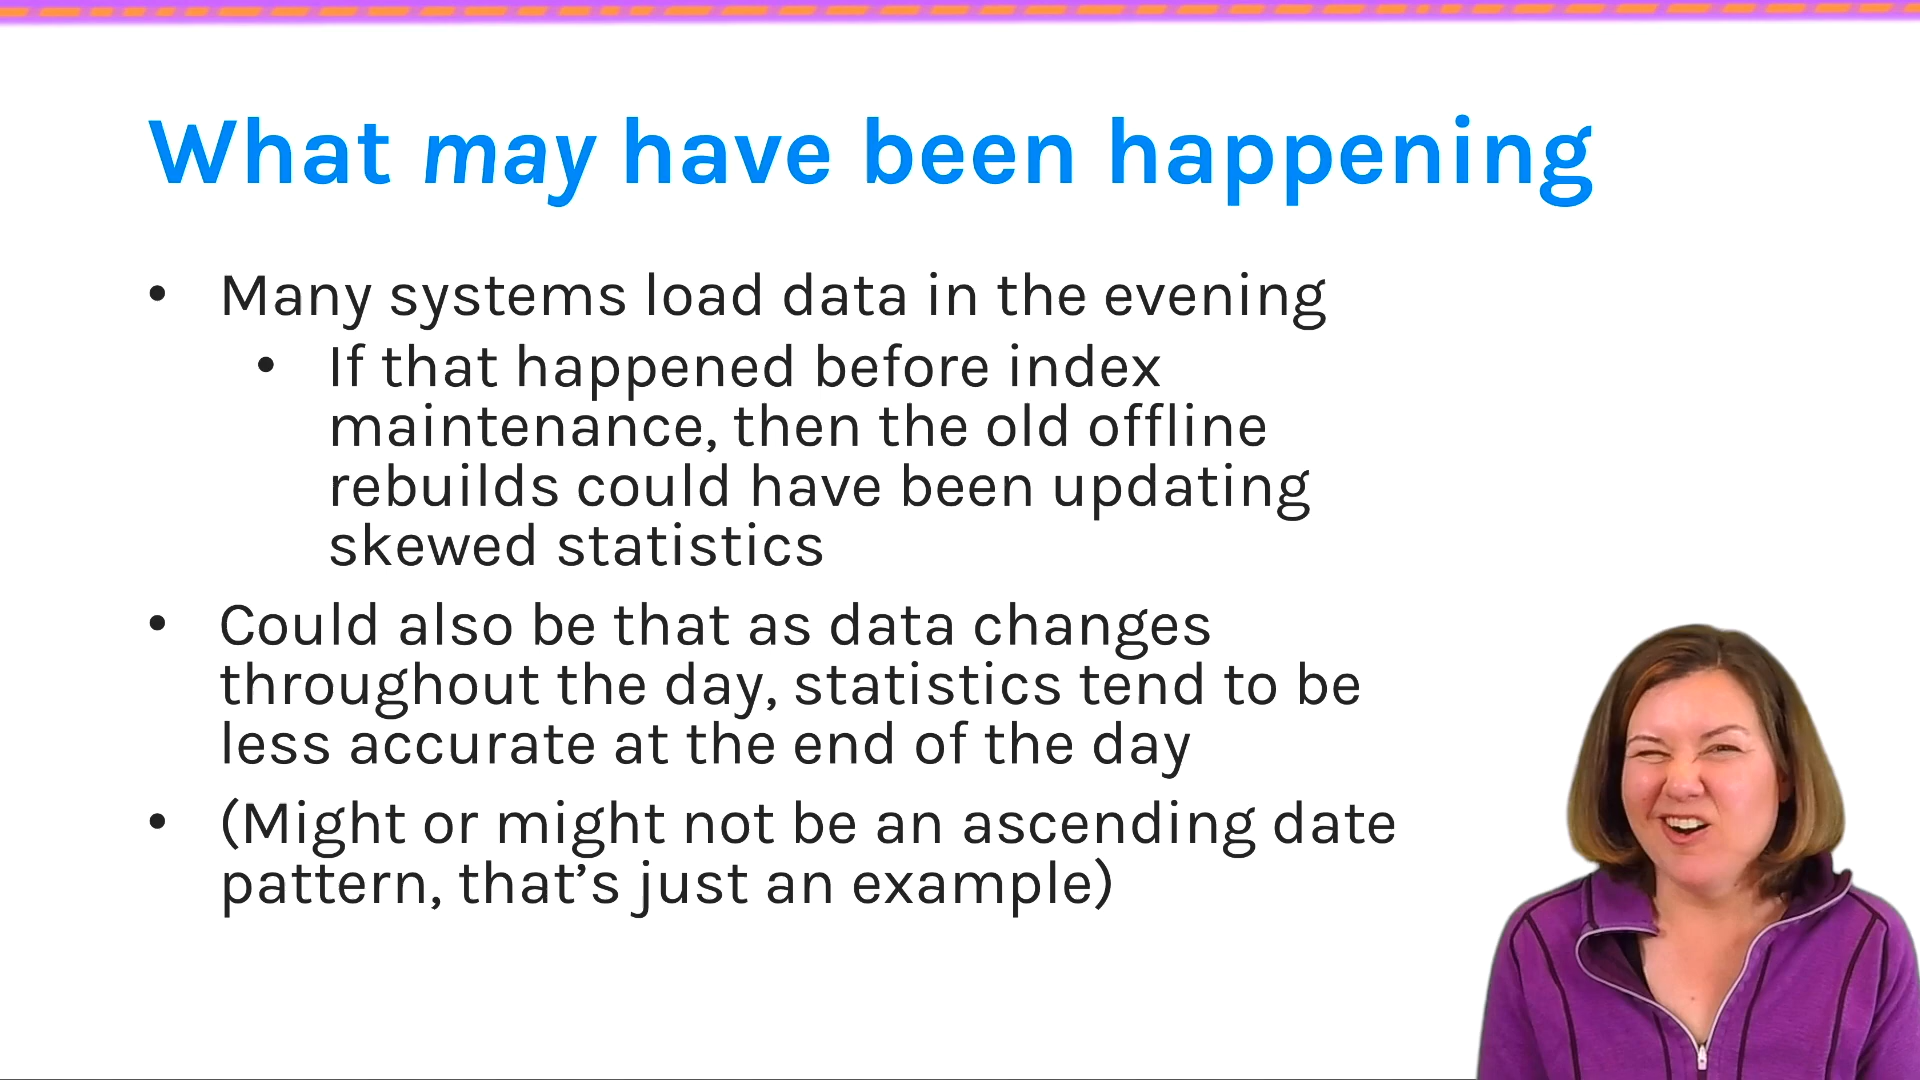 What may have been happening
• Many systems load data in the evening
• If that happened before index
maintenance, then the old offline
rebuilds could have been updating
skewed statistics
• Could also be that as data changes
throughout the day, statistics tend to be
less accurate at the end of the day
• (Might or might not be an ascending date
pattern, that’s just an example)